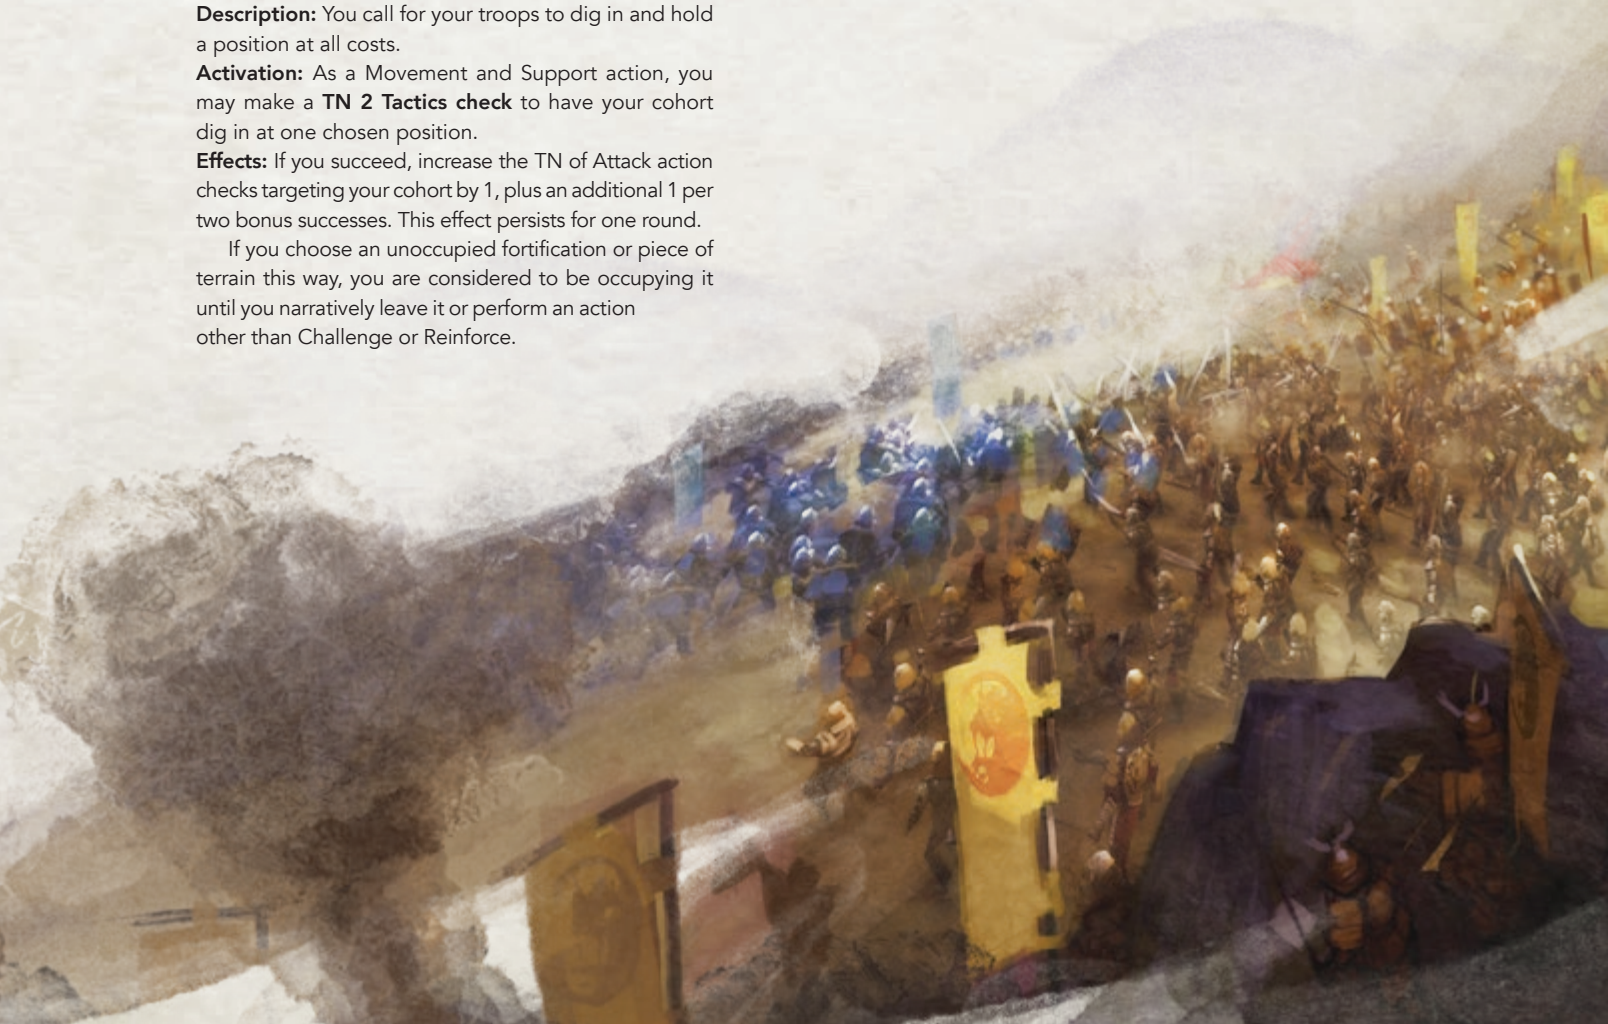 Description: You call for your troops to dig in and hold
a position at all costs.
Activation: As a Movement and Support action, you
may make a TN 2 Tactics check to have your cohort
dig in at one chosen position.
Effects: If you succeed, increase the TN of Attack action
checks targeting your cohort by 1, plus an additional 1 per
two bonus successes. This effect persists for one round.
If you choose an unoccupied fortification or piece of
terrain this way, you are considered to be occupying it
until you narratively leave it or perform an action
other than Challenge or Reinforce.